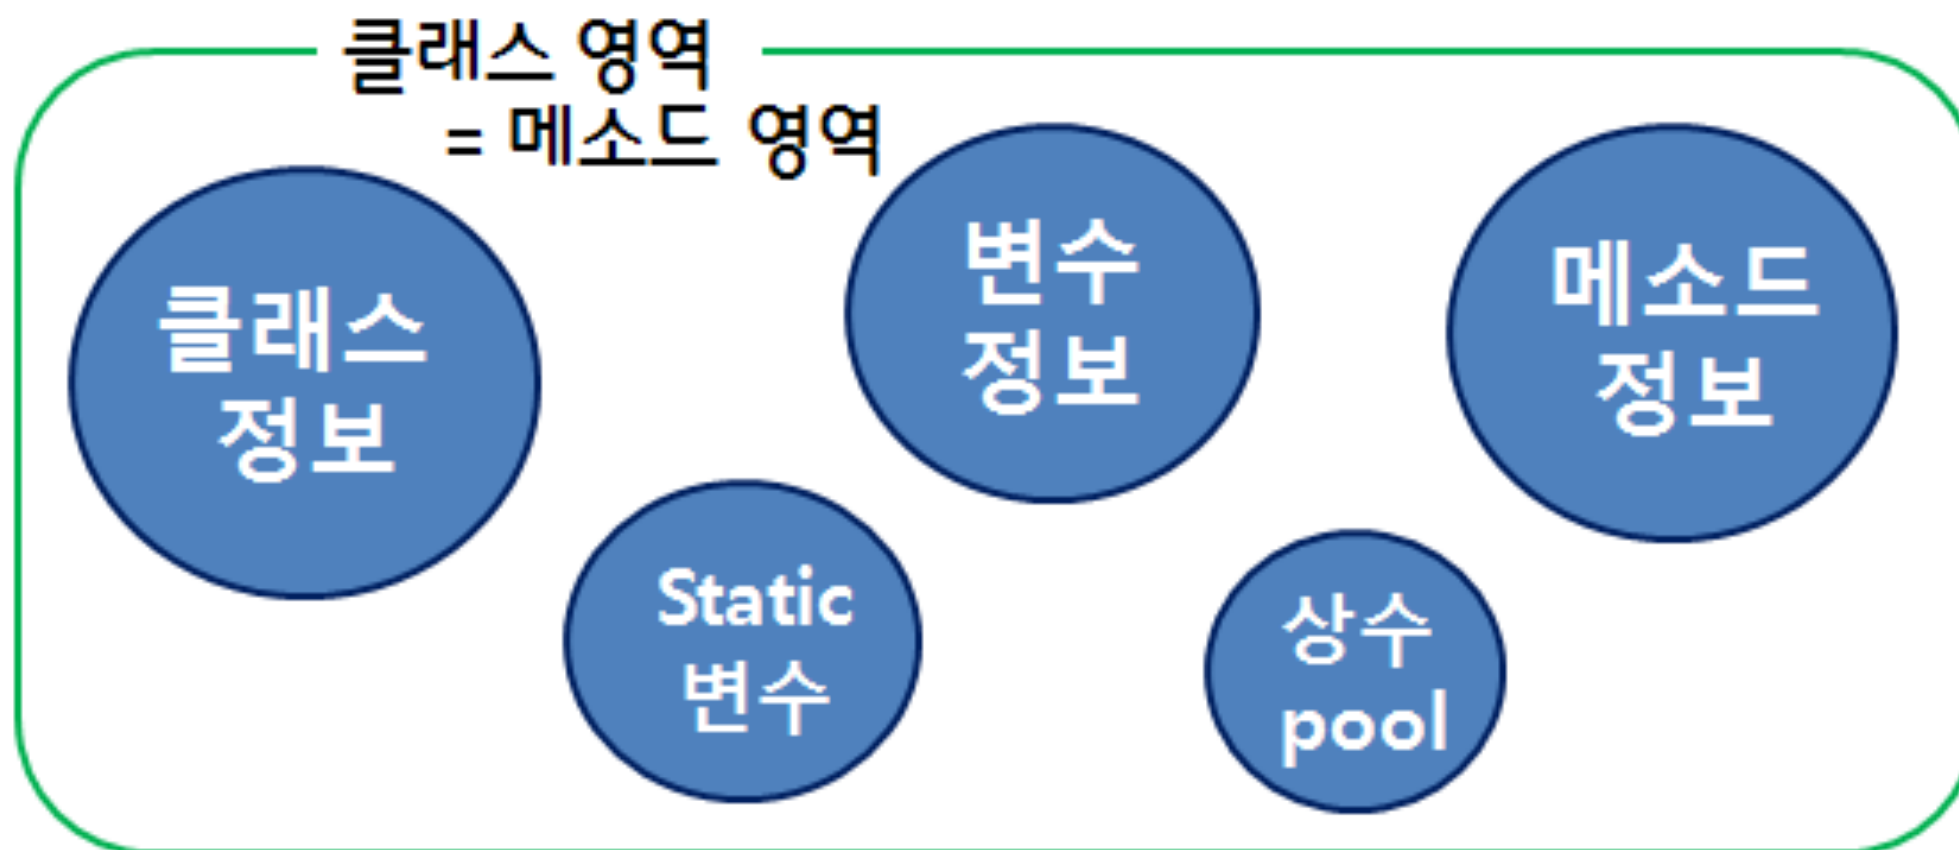 클래스 영역
= 메소드 영역
클래스
정보
변수
정보
메소드
정보
Static
변수
상수
pool